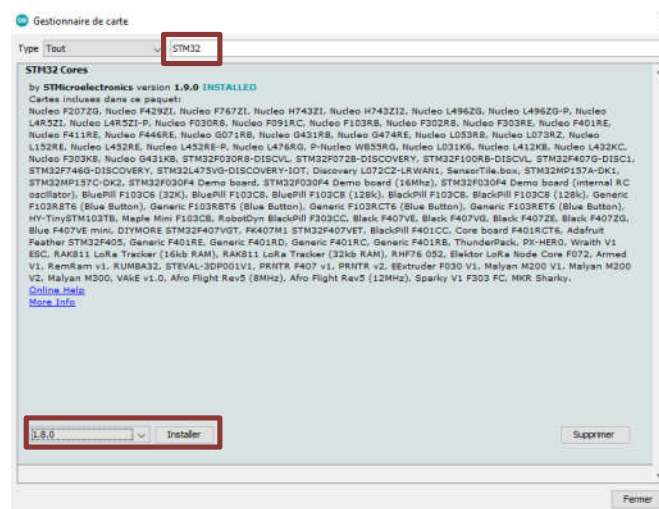 Gestionnaire de carte
Type Tout STM32
STM32 Cores
by STMicroelectronics version 1.9.0 INSTALLED
Cartes incluses dans ce paquet:
Nucleo F207ZG, Nucleo F429ZI, Nucleo F767ZI, Nucleo H743ZI, Nucleo H743ZI2, Nucleo L496ZG, Nucleo L496ZG-P, Nucleo
L4R5ZI, Nucleo L4R5ZI-P, Nucleo F030R8, Nucleo F091RC, Nucleo F103RB, Nucleo F302R8, Nucleo F303RE, Nucleo F401RE,
Nucleo F411RE, Nucleo F446RE, Nucleo G071RB, Nucleo G431RB, Nucleo G474RE, Nucleo L053R8, Nucleo L073RZ, Nucleo
L152RE, Nucleo L452RE, Nucleo L452RE-P, Nucleo L476RG, P-Nucleo WB55RG, Nucleo L031K6, Nucleo L412KB, Nucleo L432KC,
Nucleo F303K8, Nucleo G431KB, STM32F030R8-DISCVL, STM32F072B-DISCOVERY, STM32F100RB-DISCVL, STM32F407G-DISC1,
STM32F746G-DISCOVERY, STM32L475VG-DISCOVERY-IOT, Discovery L072CZ-LRWAN1, SensorTile.box, STM32MP157A-DK1,
STM32MP157C-DK2, STM32F030F4 Demo board, STM32F030F4 Demo board (16Mhz), STM32F030F4 Demo board (internal RC
oscillator), BluePill F103C6 (32K), BluePill F103C8, BluePill F103C8 (128k), BlackPill F103C8, BlackPill F103C8 (128k), Generic
F103R8T6 (Blue Button), Generic F103RBT6 (Blue Button), Generic F103RCT6 (Blue Button), Generic F103RET6 (Blue Button),
HY-TinySTM103TB, Maple Mini F103CB, RobotDyn BlackPill F303CC, Black F407VE, Black F407VG, Black F407ZE, Black F407ZG,
Blue F407VE mini, DIYMORE STM32F407VGT, FK407M1 STM32F407VET, BlackPill F401CC, Core board F401RCT6, Adafruit
Feather STM32F405, Generic F401RE, Generic F401RD, Generic F401RC, Generic F401RB, ThunderPack, PX-HER0, Wraith V1
ESC, RAK811 LoRa Tracker (16kb RAM), RAK811 LoRa Tracker (32kb RAM), RHF76 052, Elektor LoRa Node Core F072, Armed
V1, RemRam v1, RUMBA32, STEVAL-3DP001V1, PRNTR F407 v1, PRNTR v2, EExtruder F030 V1, Malyan M200 V1, Malyan M200
V2, Malyan M300, VAkE v1.0, Afro Flight Rev5 (8MHz), Afro Flight Rev5 (12MHz), Sparky V1 F303 FC, MKR Sharky.
Online Help
More Info
1.8.0 Installer Supprimer
Fermer